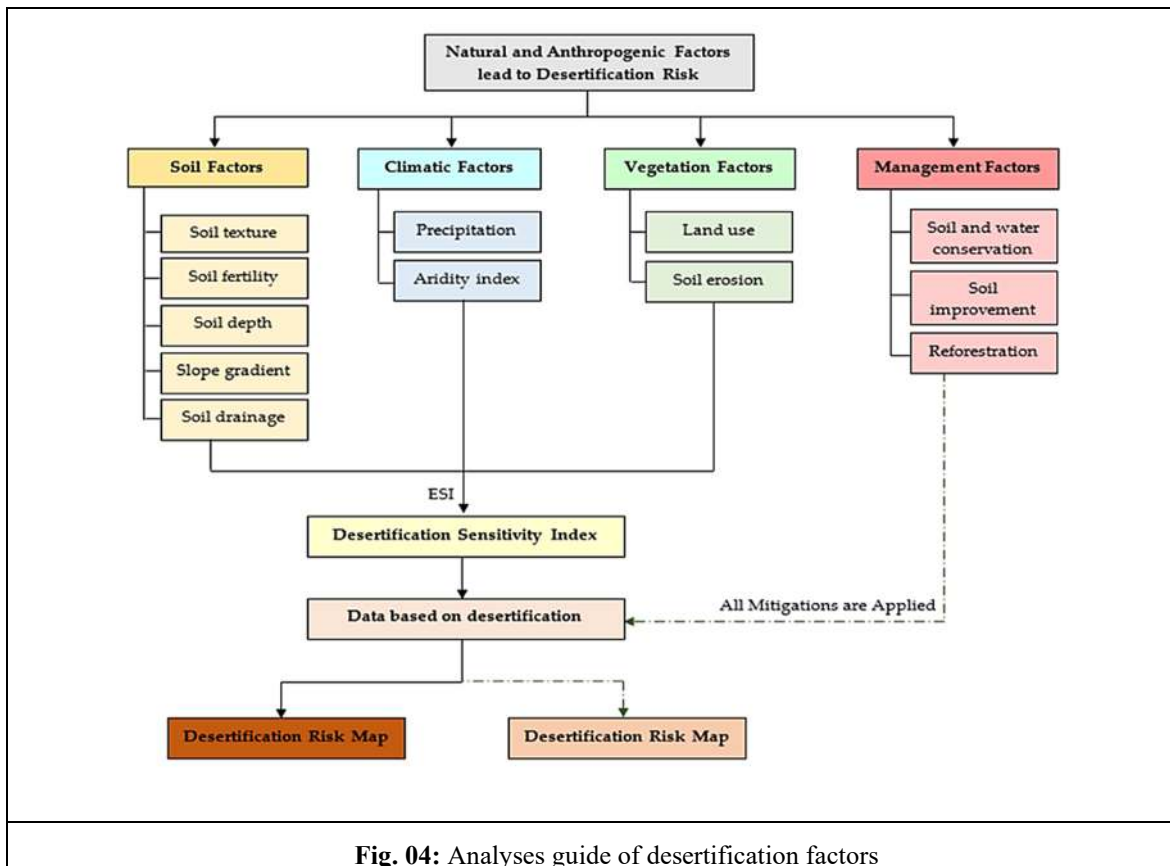 Natural and Anthropogenic Factors
lead to Desertification Risk
Soil Factors
Climatic Factors
Vegetation Factors
Management Factors
Soil texture
Soil fertility
Soil depth
Slope gradient
Soil drainage
Precipitation
Aridity index
Land use
Soil erosion
Soil and water
conservation
Soil
improvement
Reforestration
ESI
Desertification Sensitivity Index
Data based on desertification
All Mitigations are Applied
Desertification Risk Map
Desertification Risk Map
Fig. 04: Analyses guide of desertification factors